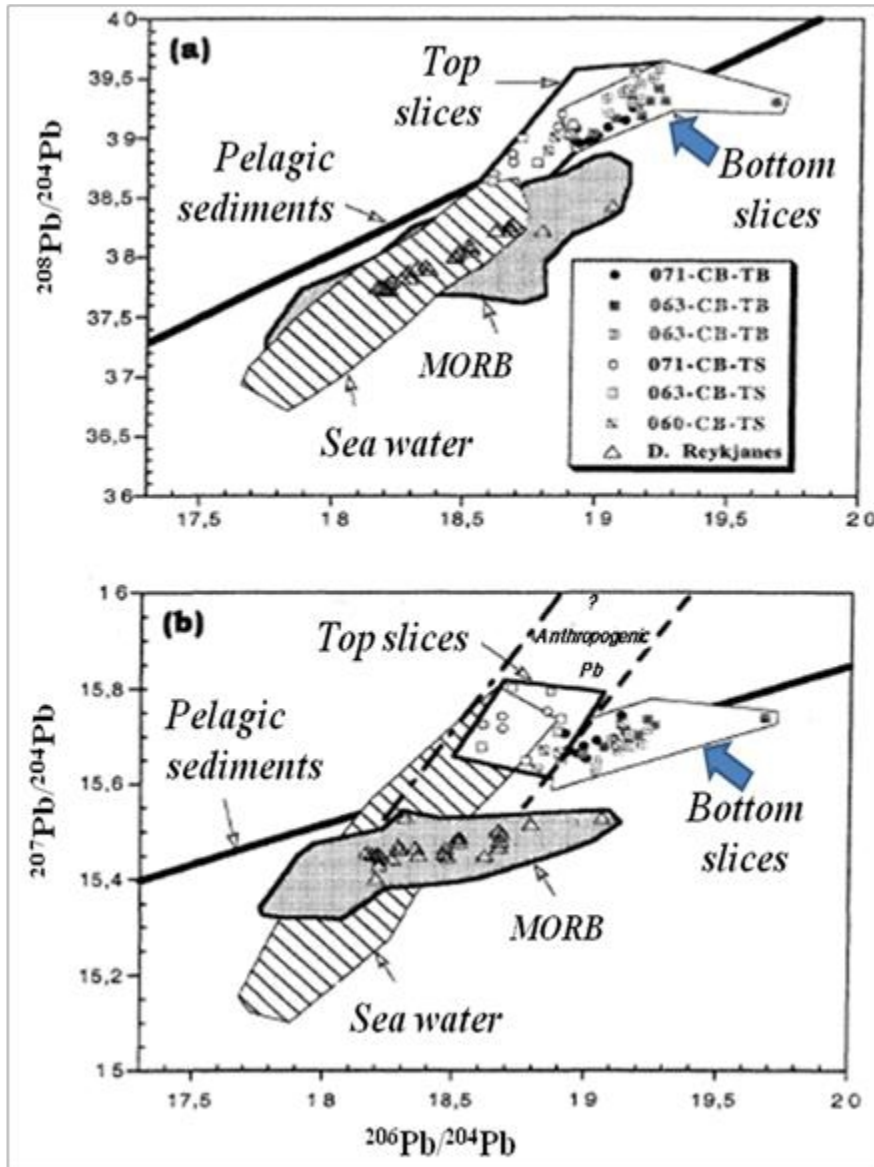 40
(a)
39,5
Top
slices
39
Pelagic
sediments
Bottom
slices
38,5
²⁰⁸Pb/²⁰⁴Pb
38
37,5
MORB
37
Sea water
36,5
36
071-CB-TB
063-CB-TB
063-CB-TB
071-CB-TS
063-CB-TS
060-CB-TS
D. Reykjanes
17,5
18
18,5
19
19,5
20
16
(b)
?
Anthropogenic
Pb
Top slices
15,8
Pelagic
sediments
15,6
Bottom
slices
²⁰⁷Pb/²⁰⁴Pb
15,4
MORB
15,2
Sea water
15
17,5
18
18,5
19
19,5
20
²⁰⁶Pb/²⁰⁴Pb